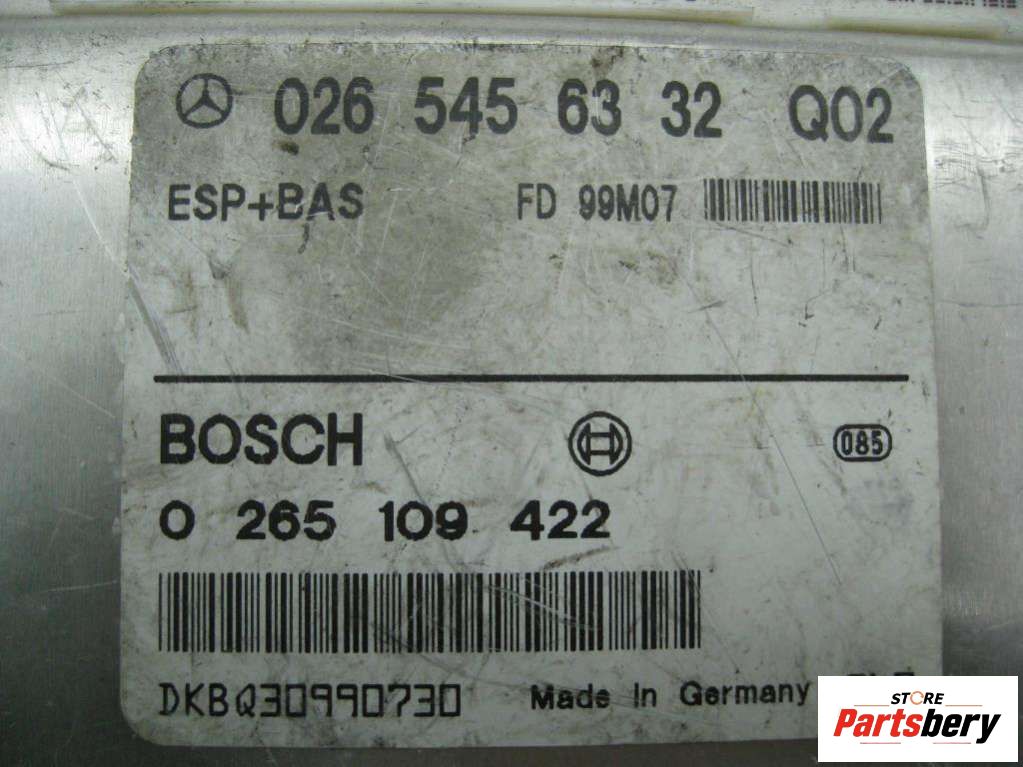 026 545 63 32 Q02
ESP+BAS FD 99M07
BOSCH 085
0 265 109 422
DKBQ30990730 Made In Germany
STORE
Partsbery